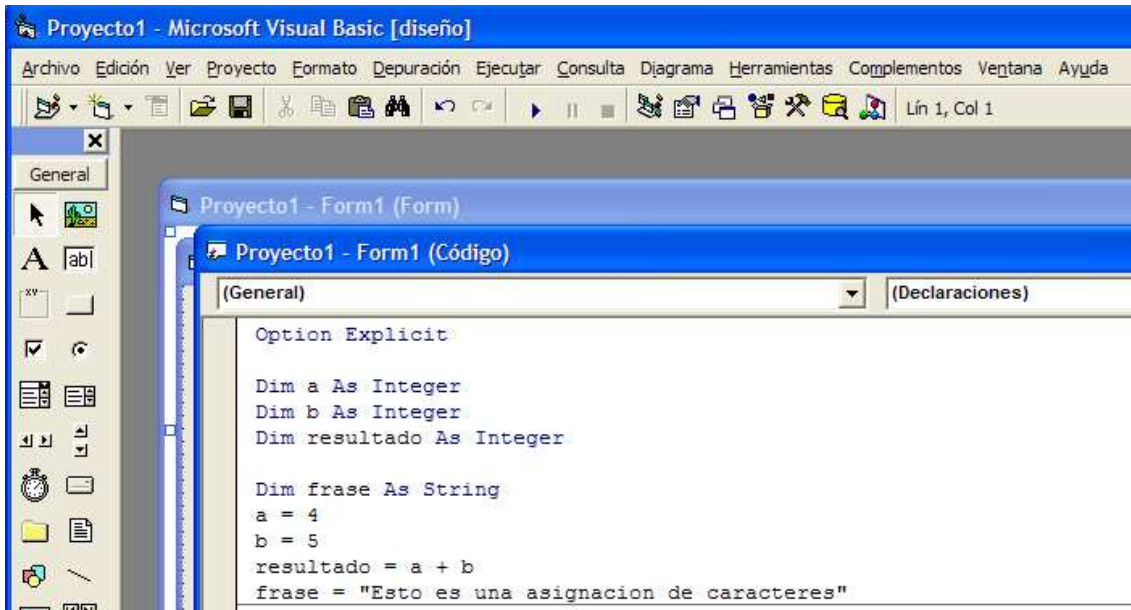 Proyecto1 - Microsoft Visual Basic [diseño]
Archivo Edición Ver Proyecto Formato Depuración Ejecutar Consulta Diagrama Herramientas Complementos Ventana Ayuda
Lín 1, Col 1
General
Proyecto1 - Form1 (Form)
A ab
Proyecto1 - Form1 (Código)
xy
(General) (Declaraciones)
Option Explicit
Dim a As Integer
Dim b As Integer
Dim resultado As Integer
Dim frase As String
a = 4
b = 5
resultado = a + b
frase = "Esto es una asignacion de caracteres"